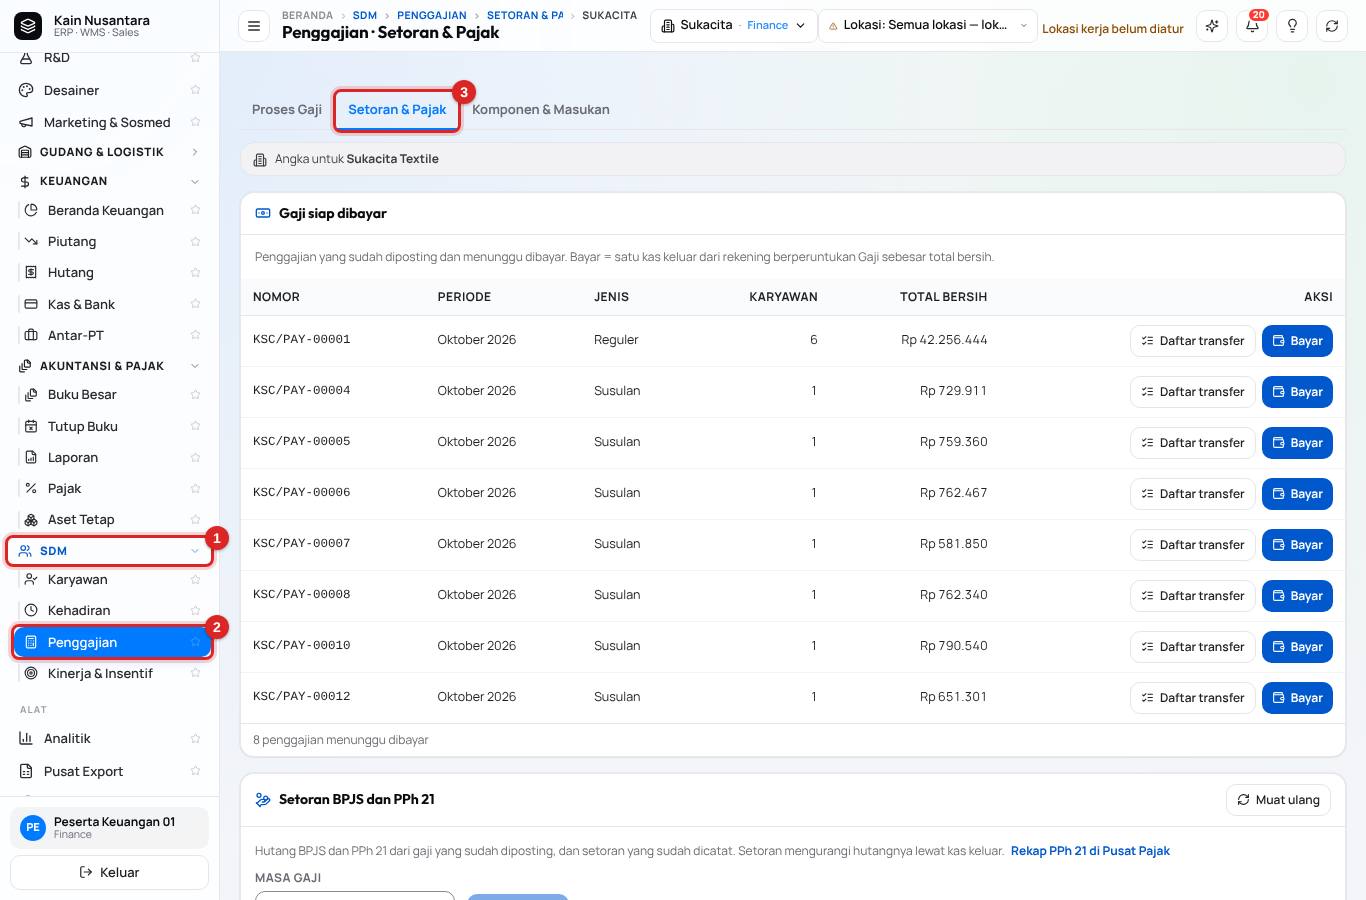 Kain Nusantara
ERP · WMS · Sales
R&D
Desainer
Marketing & Sosmed
GUDANG & LOGISTIK
KEUANGAN
Beranda Keuangan
Piutang
Hutang
Kas & Bank
Antar-PT
AKUNTANSI & PAJAK
Buku Besar
Tutup Buku
Laporan
Pajak
Aset Tetap
SDM
1
Karyawan
Kehadiran
Penggajian
2
Kinerja & Insentif
ALAT
Analitik
Pusat Export
PE
Peserta Keuangan 01
Finance
Keluar
BERANDA > SDM > PENGGAJIAN > SETORAN & PA > SUKACITA
Penggajian · Setoran & Pajak
Sukacita · Finance
Lokasi: Semua lokasi — lok...
Lokasi kerja belum diatur
20
Proses Gaji
Setoran & Pajak
3
Komponen & Masukan
Angka untuk Sukacita Textile
Gaji siap dibayar
Penggajian yang sudah diposting dan menunggu dibayar. Bayar = satu kas keluar dari rekening berperuntukan Gaji sebesar total bersih.
NOMOR PERIODE JENIS KARYAWAN TOTAL BERSIH AKSI
KSC/PAY-00001 Oktober 2026 Reguler 6 Rp 42.256.444 Daftar transfer Bayar
KSC/PAY-00004 Oktober 2026 Susulan 1 Rp 729.911 Daftar transfer Bayar
KSC/PAY-00005 Oktober 2026 Susulan 1 Rp 759.360 Daftar transfer Bayar
KSC/PAY-00006 Oktober 2026 Susulan 1 Rp 762.467 Daftar transfer Bayar
KSC/PAY-00007 Oktober 2026 Susulan 1 Rp 581.850 Daftar transfer Bayar
KSC/PAY-00008 Oktober 2026 Susulan 1 Rp 762.340 Daftar transfer Bayar
KSC/PAY-00010 Oktober 2026 Susulan 1 Rp 790.540 Daftar transfer Bayar
KSC/PAY-00012 Oktober 2026 Susulan 1 Rp 651.301 Daftar transfer Bayar
8 penggajian menunggu dibayar
Setoran BPJS dan PPh 21
Muat ulang
Hutang BPJS dan PPh 21 dari gaji yang sudah diposting, dan setoran yang sudah dicatat. Setoran mengurangi hutangnya lewat kas keluar. Rekap PPh 21 di Pusat Pajak
MASA GAJI